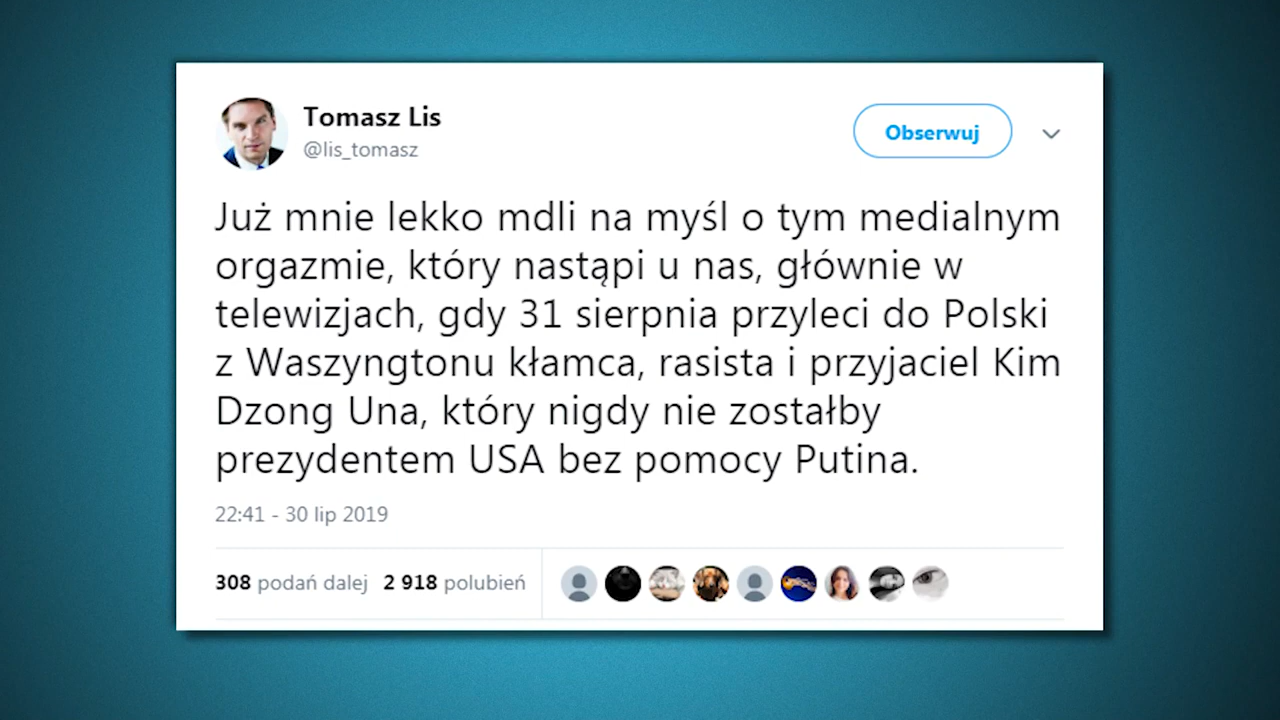 Tomasz Lis
@lis_tomasz
Obserwuj
Już mnie lekko mdli na myśl o tym medialnym
orgazmie, który nastąpi u nas, głównie w
telewizjach, gdy 31 sierpnia przyleci do Polski
z Waszyngtonu kłamca, rasista i przyjaciel Kim
Dzong Una, który nigdy nie zostałby
prezydentem USA bez pomocy Putina.
22:41 - 30 lip 2019
308 podań dalej 2 918 polubień